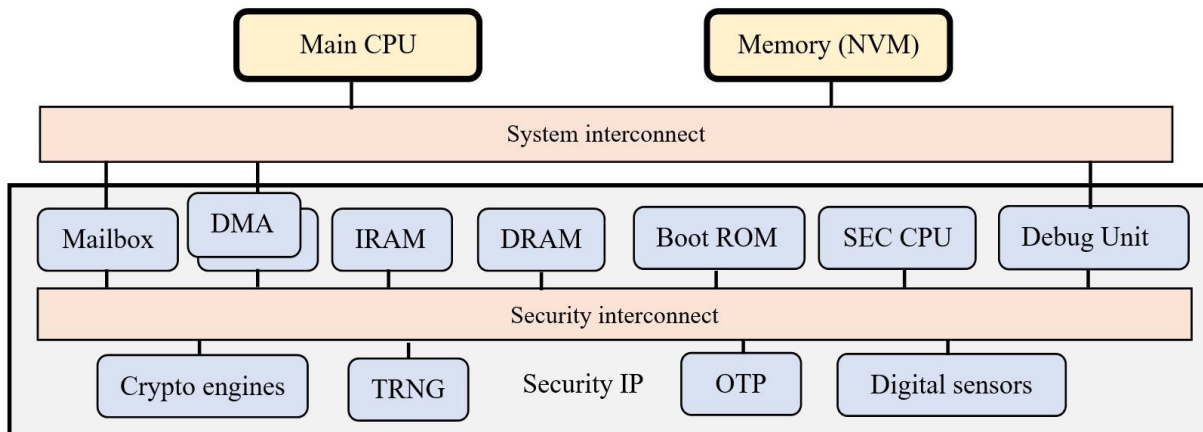 Main CPU
Memory (NVM)
System interconnect
Mailbox
DMA
IRAM
DRAM
Boot ROM
SEC CPU
Debug Unit
Security interconnect
Crypto engines
TRNG
Security IP
OTP
Digital sensors